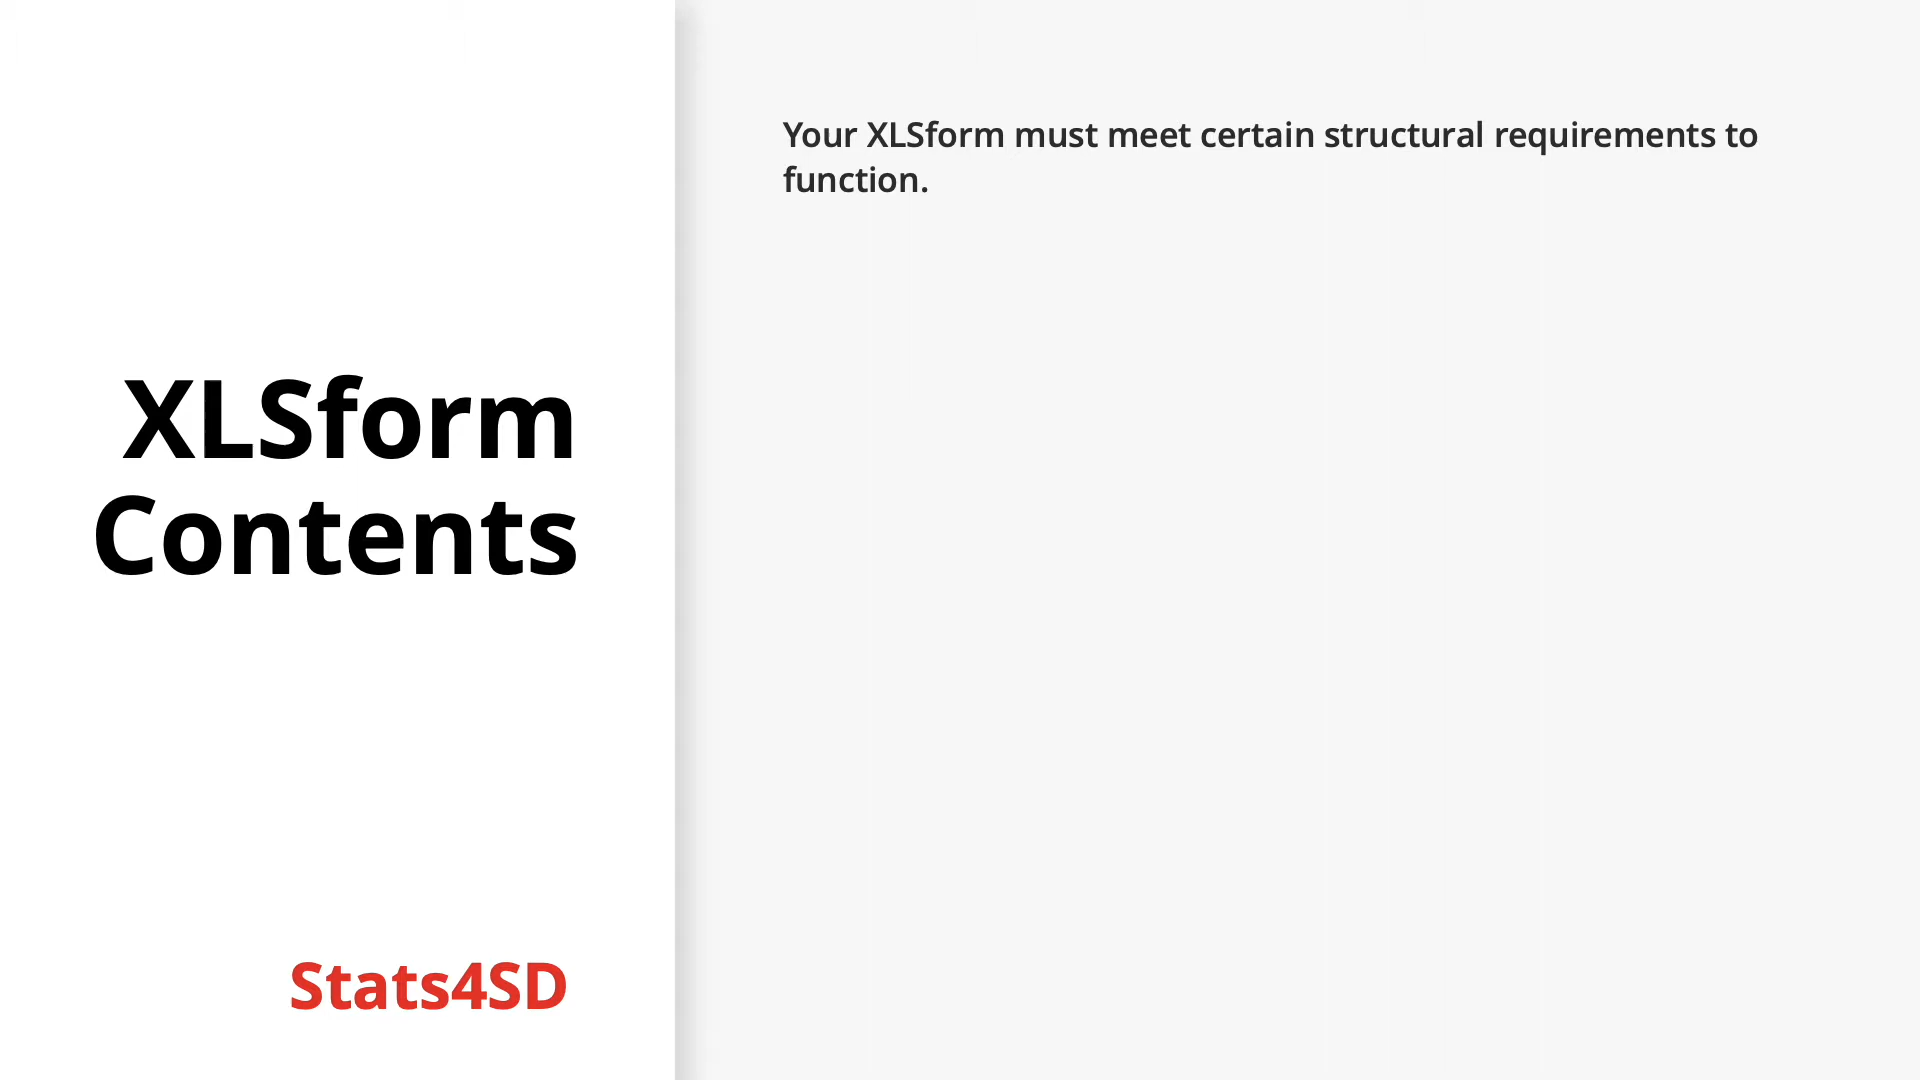 XLSform
Contents
Stats4SD
Your XLSform must meet certain structural requirements to
function.